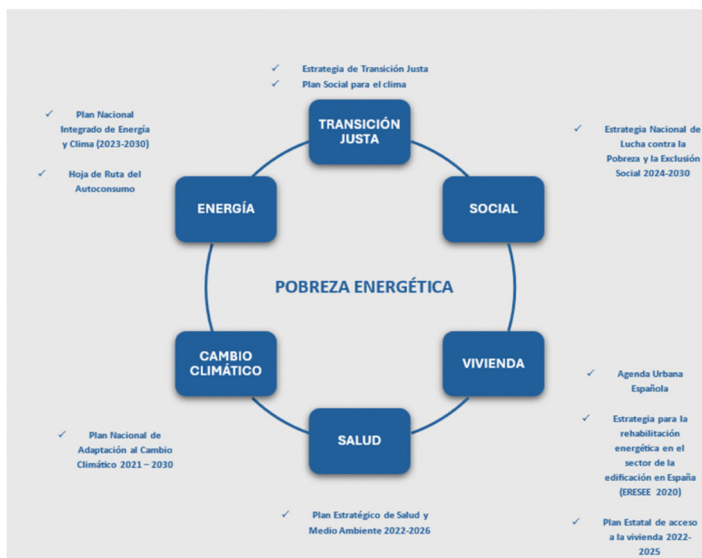 ✓ Estrategia de Transición Justa
✓ Plan Social para el clima
TRANSICIÓN
JUSTA
✓ Plan Nacional
Integrado de Energía
y Clima (2023-2030)
✓ Hoja de Ruta del
Autoconsumo
ENERGÍA
✓ Estrategia Nacional de
Lucha contra la
Pobreza y la Exclusión
Social 2024-2030
SOCIAL
POBREZA ENERGÉTICA
CAMBIO
CLIMÁTICO
✓ Plan Nacional de
Adaptación al Cambio
Climático 2021 – 2030
VIVIENDA
✓ Agenda Urbana
Española
✓ Estrategia para la
rehabilitación
energética en el
sector de la
edificación en España
(ERESEE 2020)
✓ Plan Estatal de acceso
a la vivienda 2022-
2025
SALUD
✓ Plan Estratégico de Salud y
Medio Ambiente 2022-2026